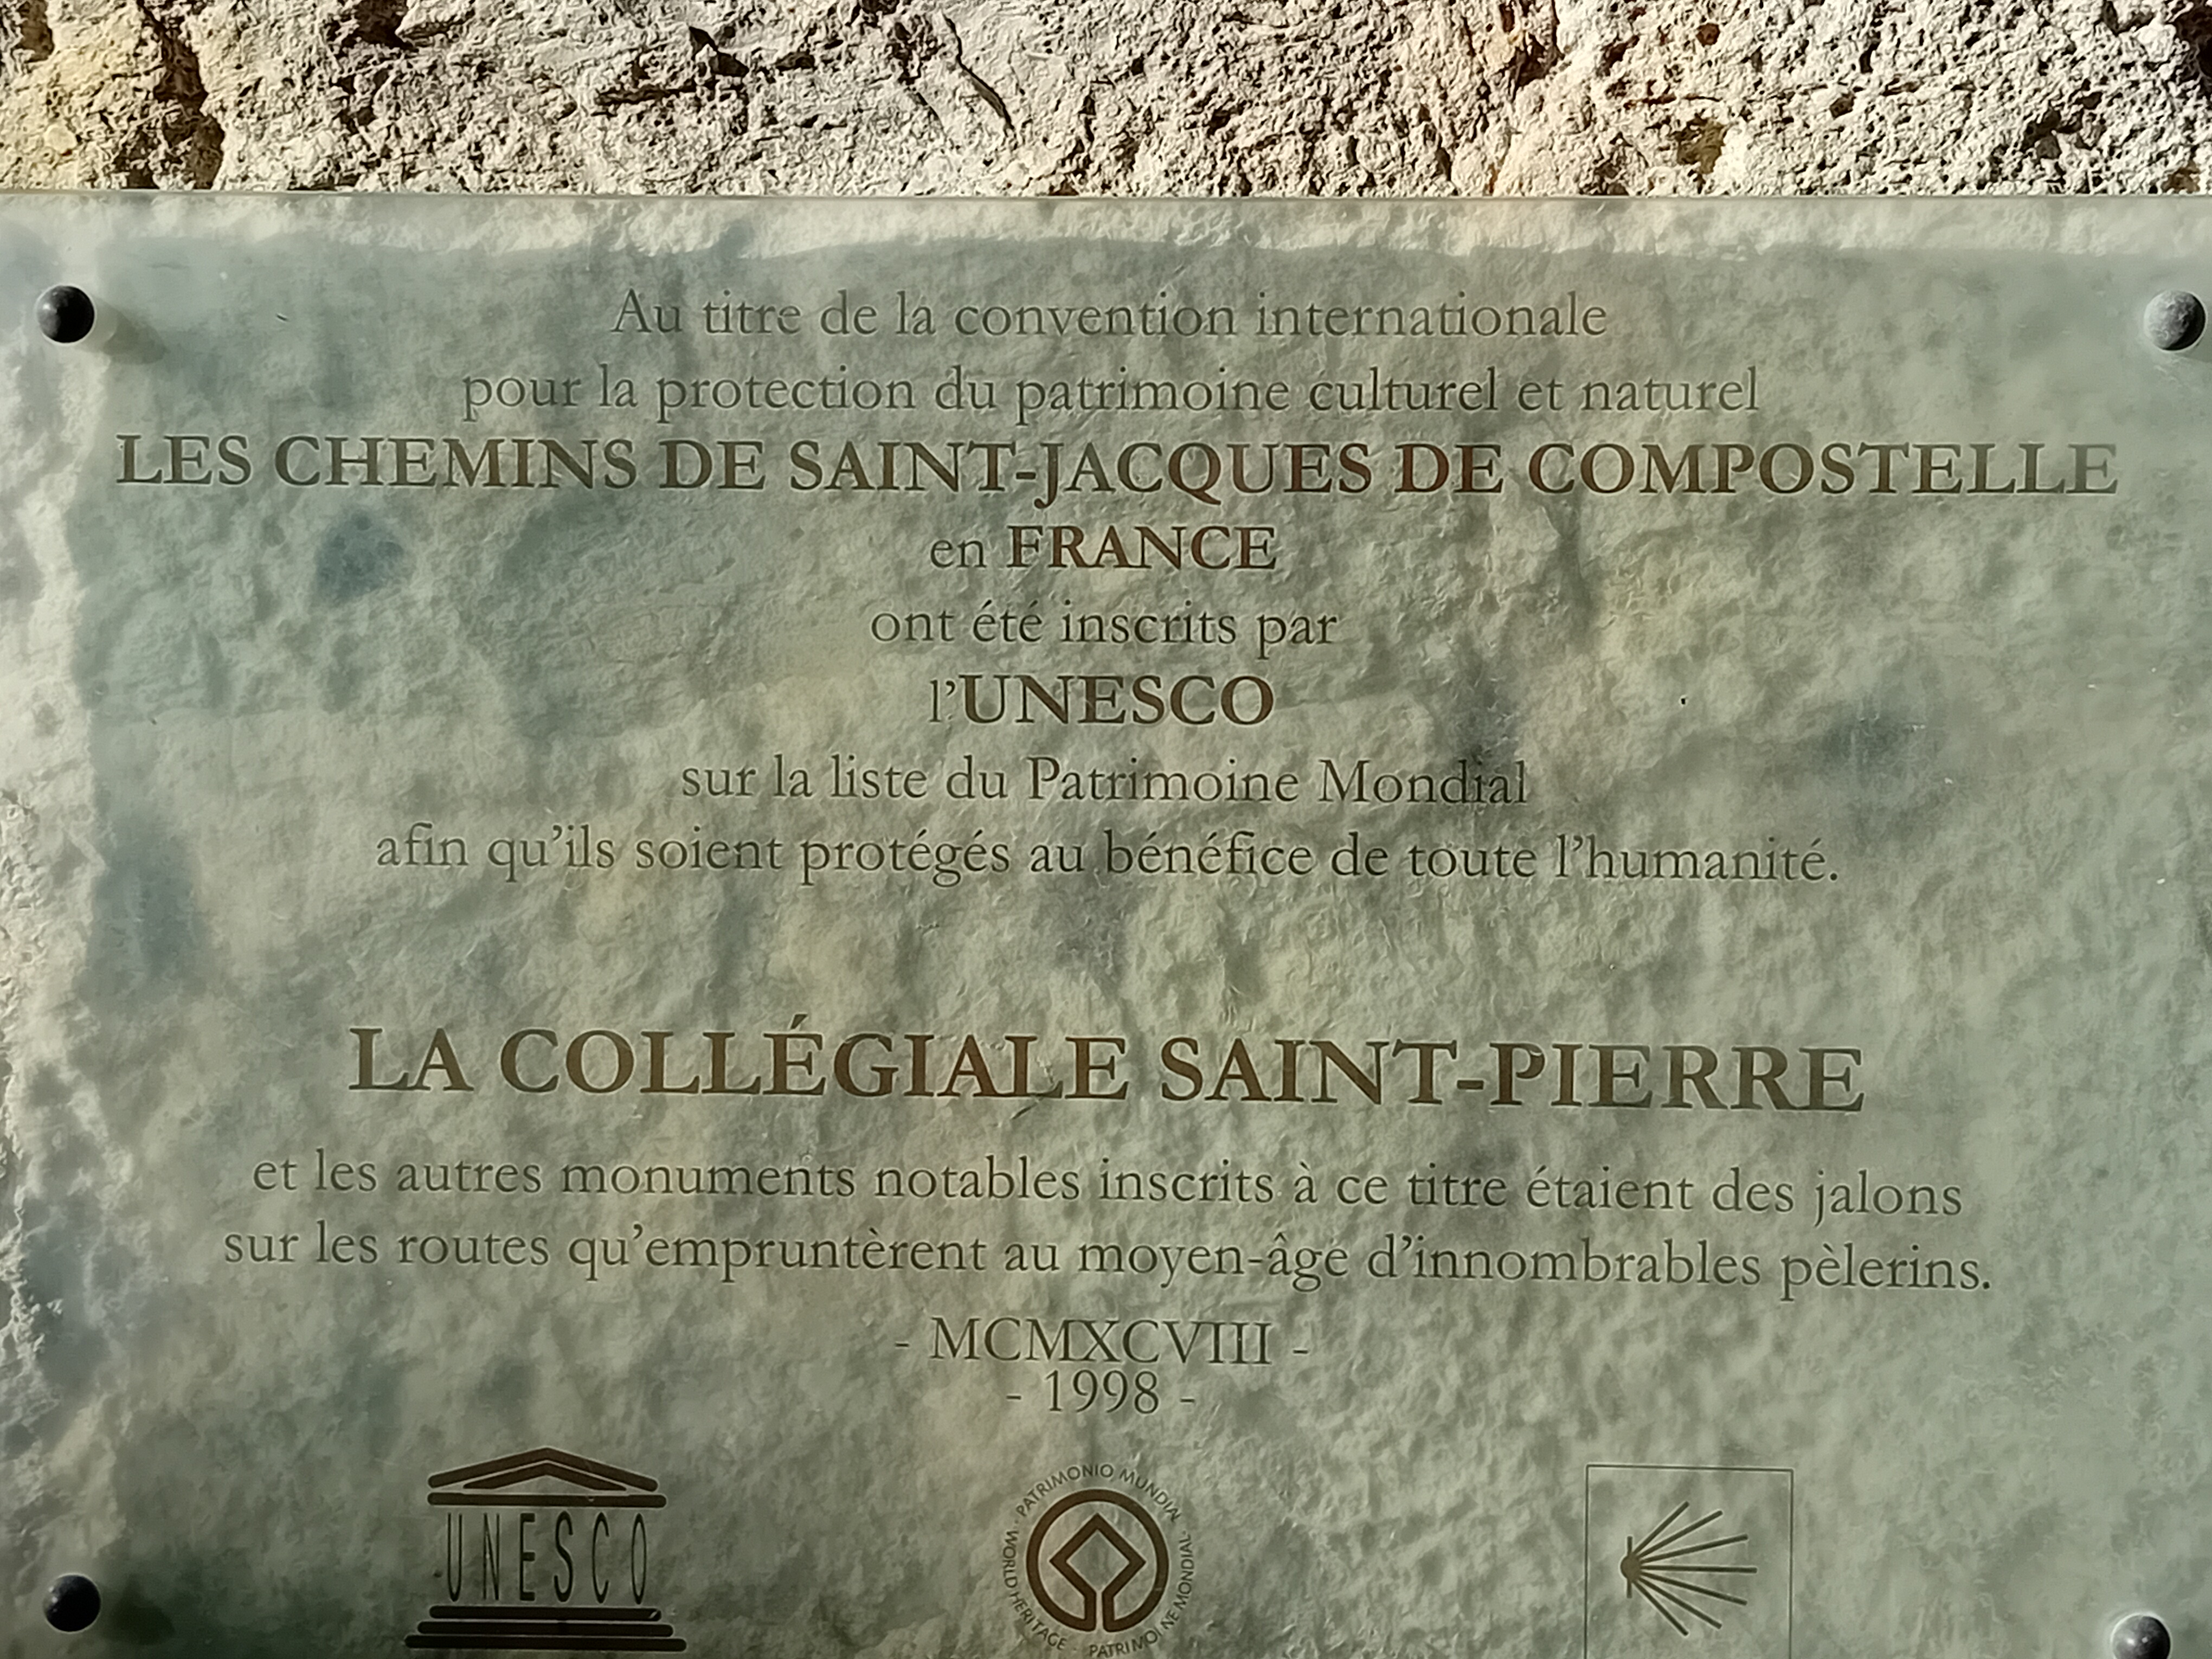 Au titre de la convention internationale
pour la protection du patrimoine culturel et naturel
LES CHEMINS DE SAINT-JACQUES DE COMPOSTELLE
en FRANCE
ont été inscrits par
l'UNESCO
sur la liste du Patrimoine Mondial
afin qu'ils soient protégés au bénéfice de toute l'humanité.
LA COLLÉGIALE SAINT-PIERRE
et les autres monuments notables inscrits à ce titre étaient des jalons
sur les routes qu'empruntèrent au moyen-âge d'innombrables pèlerins.
- MCMXCVIII -
- 1998 -
UNESCO
WORLD HERITAGE · PATRIMONIO MUNDIAL · PATRIMOINE MONDIAL